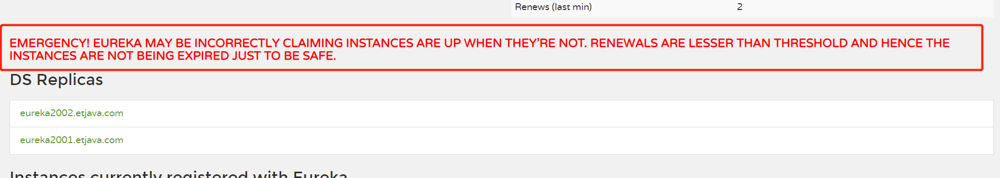 Renews (last min) 2
EMERGENCY! EUREKA MAY BE INCORRECTLY CLAIMING INSTANCES ARE UP WHEN THEY'RE NOT. RENEWALS ARE LESSER THAN THRESHOLD AND HENCE THE
INSTANCES ARE NOT BEING EXPIRED JUST TO BE SAFE.
DS Replicas
eureka2002.etjava.com
eureka2001.etjava.com
Instances currently registered with Eureka